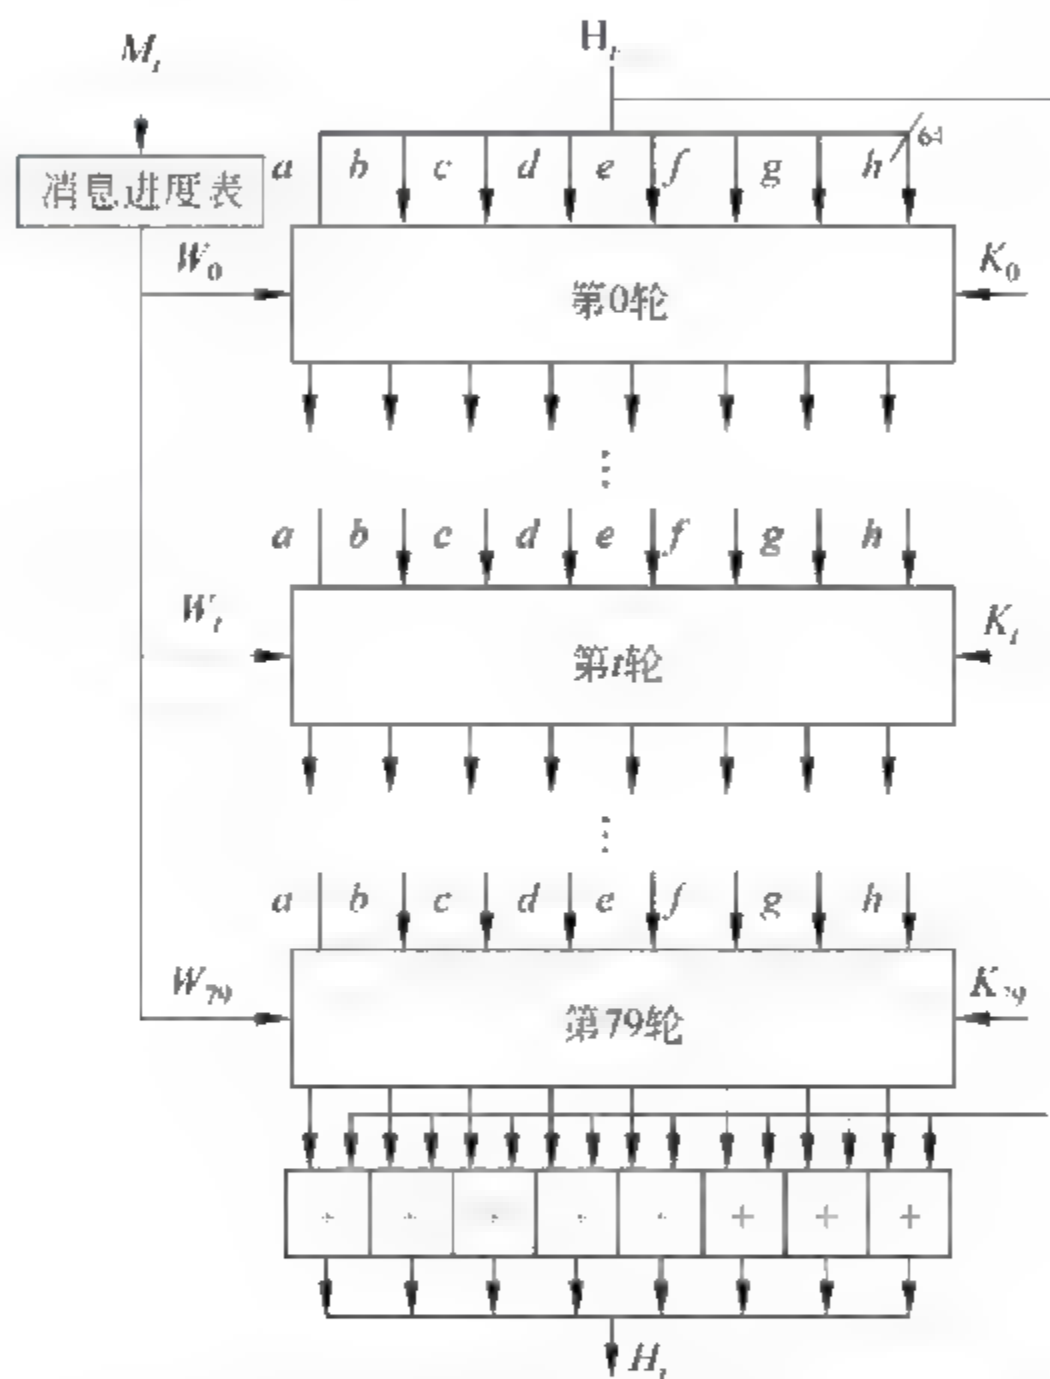 M_i
H_i
64
a b c d e f g h
消息进度表
W_0
K_0
第0轮
⋮
a b c d e f g h
W_t
K_t
第t轮
⋮
a b c d e f g h
W_79
K_79
第79轮
+ + + + + + + +
H_i